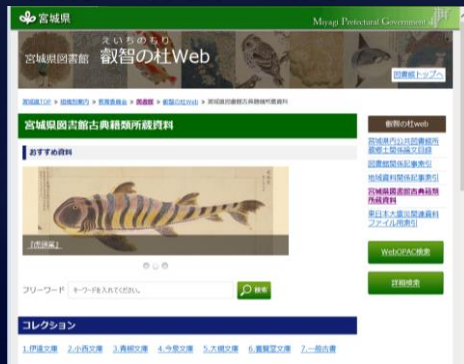 宮城県
Miyagi Prefectural Government
えいちのもり
宮城県図書館 叡智の杜Web
図書館トップへ
宮城県TOP > 組織別案内 > 教育委員会 > 図書館 > 叡智の杜Web > 宮城県図書館古典籍類所蔵資料
宮城県図書館古典籍類所蔵資料
おすすめ資料
『虎頭鯊』
フリーワード キーワードを入れてください。 検索
コレクション
1.伊達文庫 2.小西文庫 3.青柳文庫 4.今泉文庫 5.大槻文庫 6.養賢堂文庫 7.一般古書
叡智の杜web
宮城県内公共図書館所
蔵郷土関係論文目録
図書館関係記事索引
地域資料関係記事索引
宮城県図書館古典籍類
所蔵資料
東日本大震災関連資料
ファイル用索引
WebOPAC検索
詳細検索